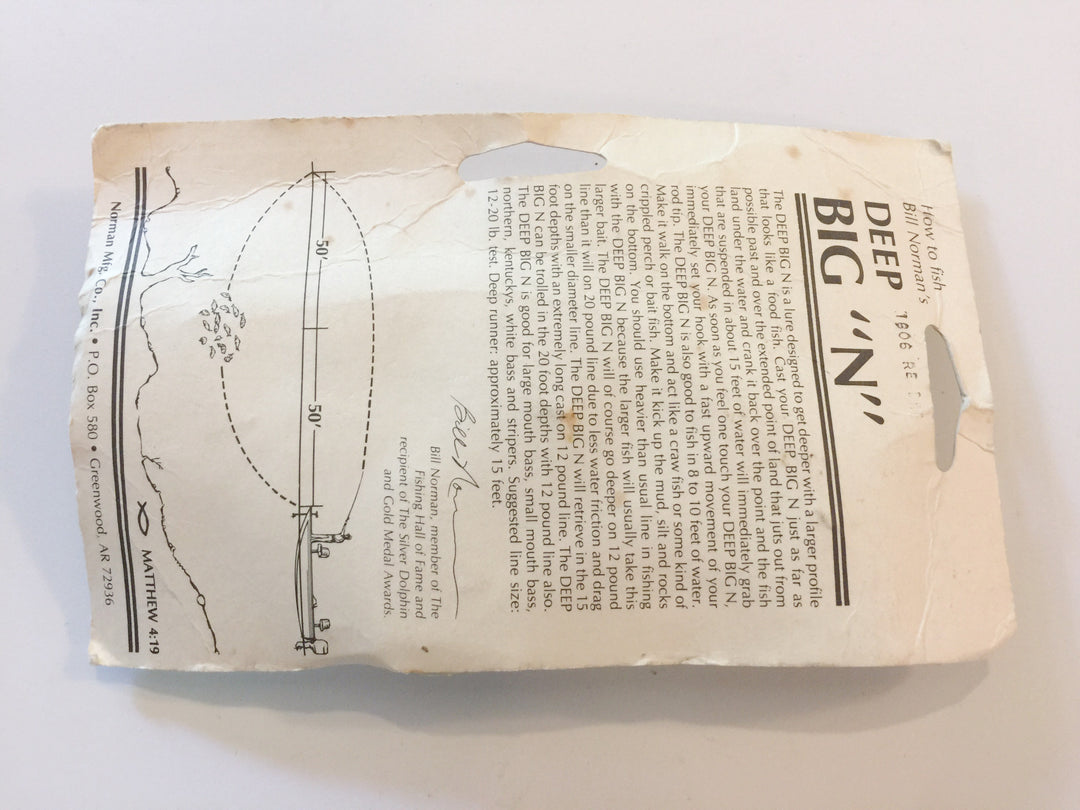 How to fish
Bill Norman's
DEEP
BIG "N"
The DEEP BIG N is a lure designed to get deeper with a larger profile
that looks like a food fish. Cast your DEEP BIG N just as far as
possible past and over the extended point of land that juts out from
land under the water and crank it back over the point and the fish
that are suspended in about 15 feet of water will immediately grab
your DEEP BIG N. As soon as you feel one touch your DEEP BIG N,
immediately set your hook with a fast upward movement of your
rod tip. The DEEP BIG N is also good to fish in 8 to 10 feet of water.
Make it walk on the bottom and act like a craw fish or some kind of
crippled perch or bait fish. Make it kick up the mud, silt and rocks
on the bottom. You should use heavier than usual line in fishing
with the DEEP BIG N because the larger fish will usually take this
larger bait. The DEEP BIG N will of course go deeper on 12 pound
line than it will on 20 pound line due to less water friction and drag
on the smaller diameter line. The DEEP BIG N will retrieve in the 15
foot depths with an extremely long cast on 12 pound line. The DEEP
BIG N can be trolled in the 20 foot depths with 12 pound line also.
The DEEP BIG N is good for large mouth bass, small mouth bass,
northern, kentuckys, white bass and stripers. Suggested line size:
12-20 lb. test. Deep runner: approximately 15 feet.
Bill Norman, member of The
Fishing Hall of Fame and
recipient of The Silver Dolphin
and Gold Medal Awards.
50' 50'
MATTHEW 4:19
Norman Mfg. Co., Inc. • P.O. Box 580 • Greenwood, AR 72936